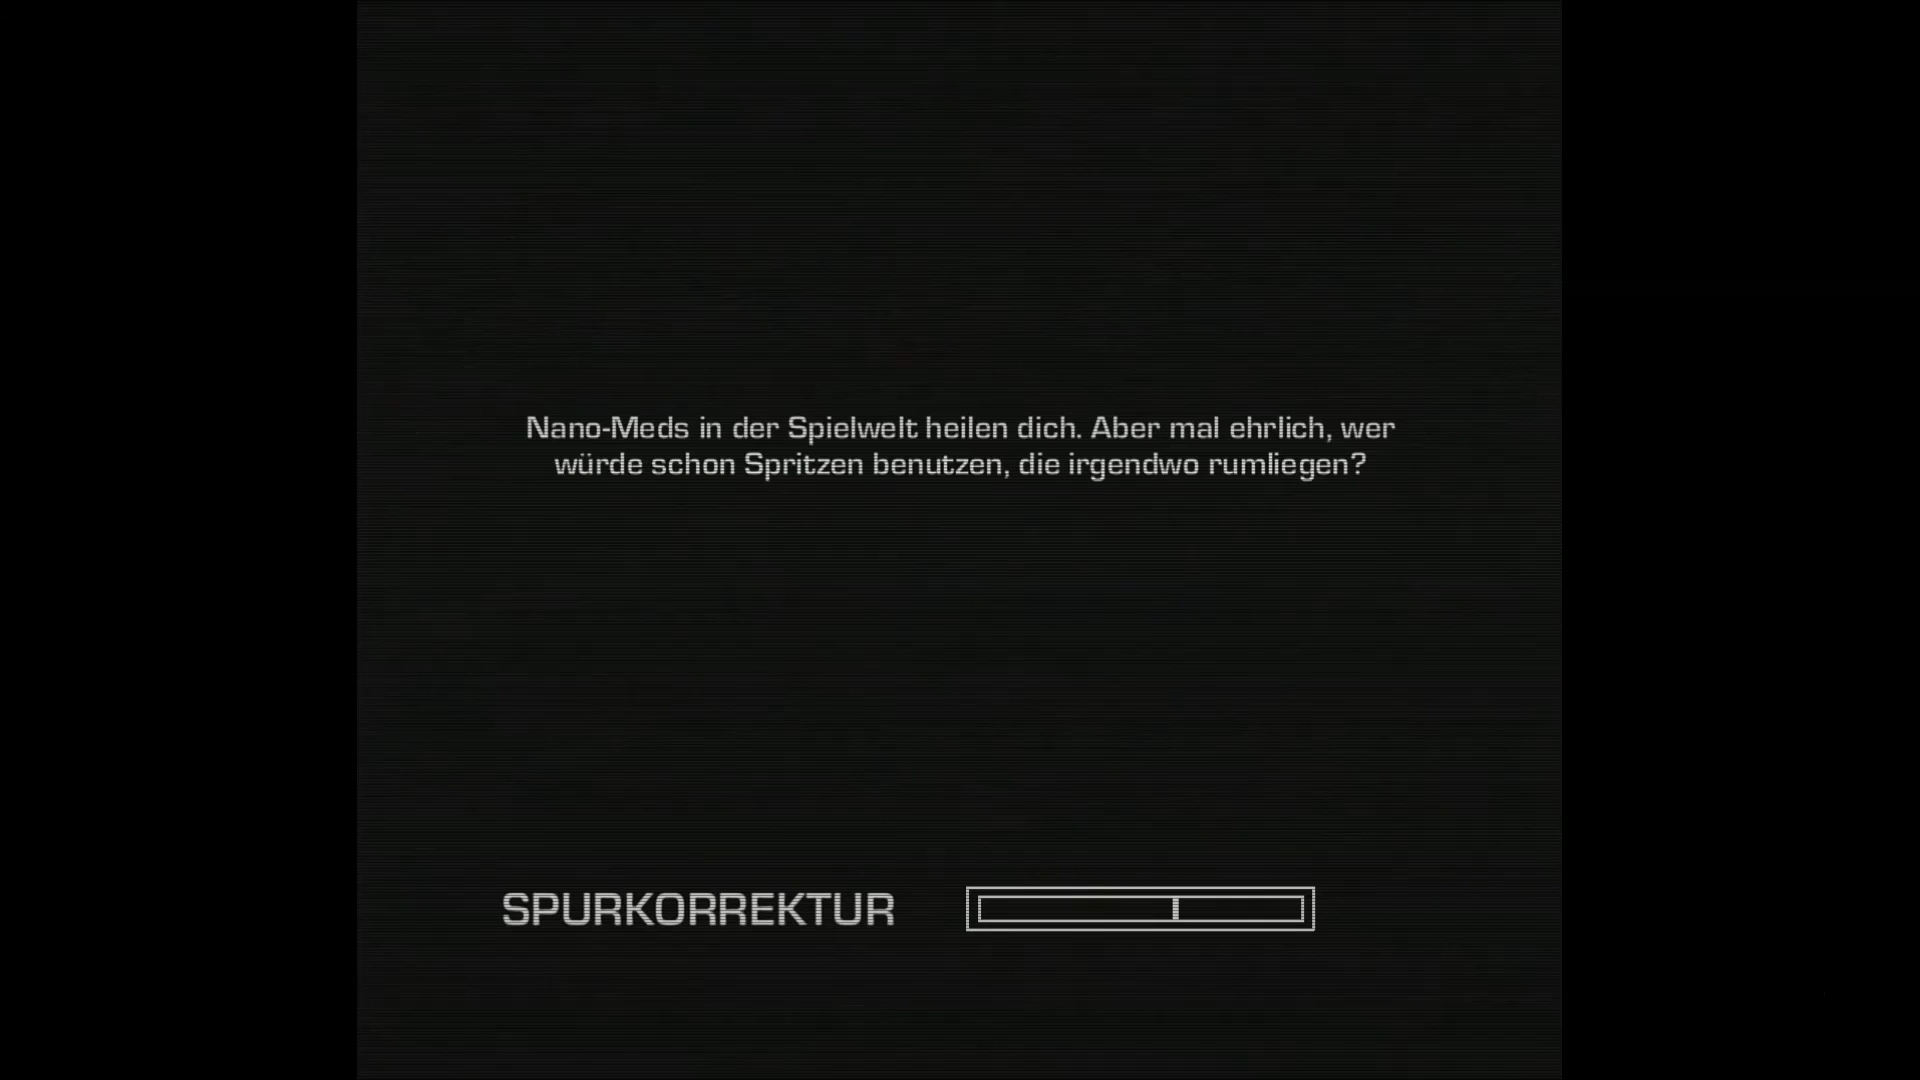 Nano-Meds in der Spielwelt heilen dich. Aber mal ehrlich, wer
würde schon Spritzen benutzen, die irgendwo rumliegen?
SPURKORREKTUR